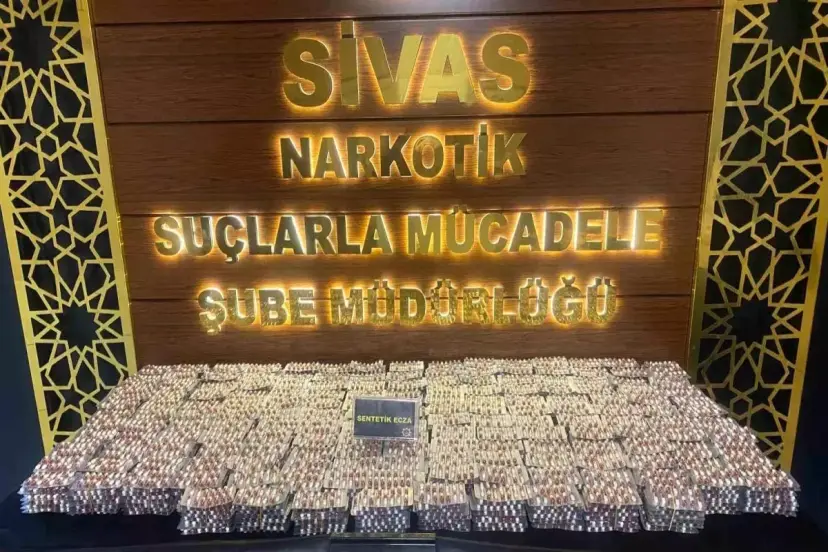 SİVAS
NARKOTİK
SUÇLARLA MÜCADELE
ŞUBE MÜDÜRLÜĞÜ
SENTETİK ECZA